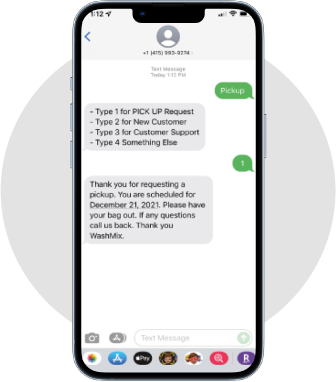 1:12
+1 (415) 993-9274
Text Message
Today 1:12 PM
Pickup
- Type 1 for PICK UP Request
- Type 2 for New Customer
- Type 3 for Customer Support
- Type 4 Something Else
1
Thank you for requesting a
pickup. You are scheduled for
December 21, 2021. Please have
your bag out. If any questions
call us back. Thank you
WashMix.
Text Message
Pay
R